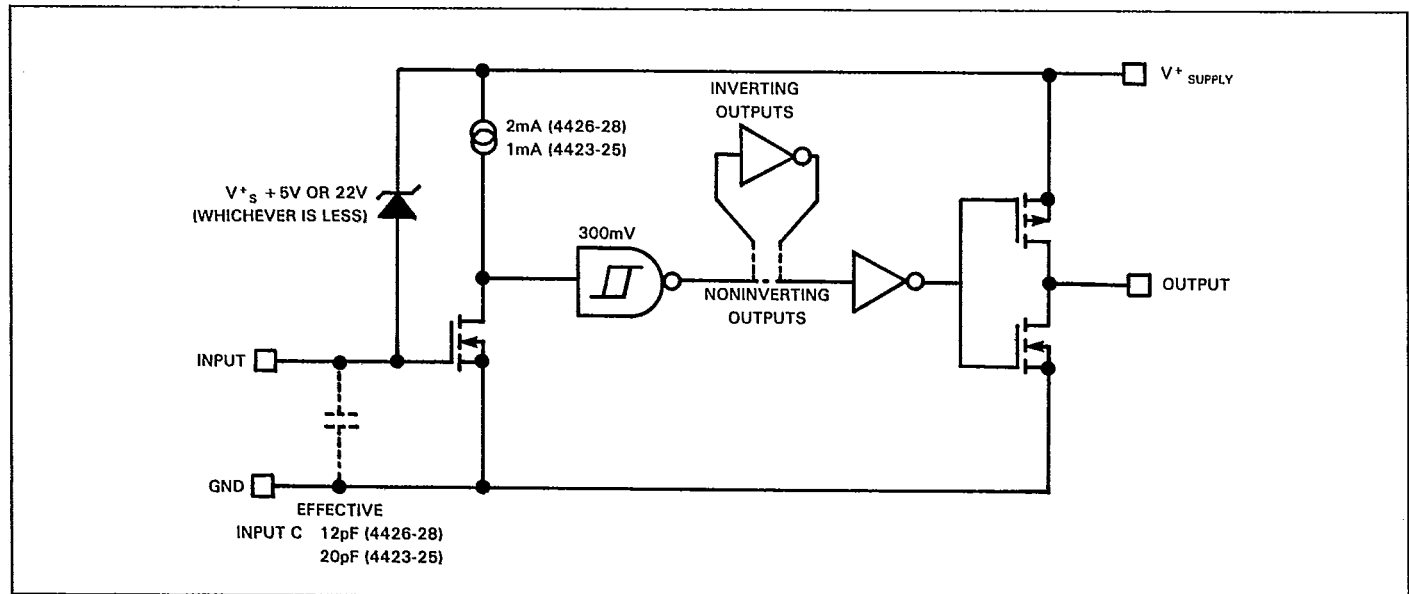 V+ SUPPLY
INVERTING
OUTPUTS
2mA (4426-28)
1mA (4423-25)
V+S + 5V OR 22V
(WHICHEVER IS LESS)
300mV
NONINVERTING
OUTPUTS
OUTPUT
INPUT
GND
EFFECTIVE
INPUT C 12pF (4426-28)
20pF (4423-25)